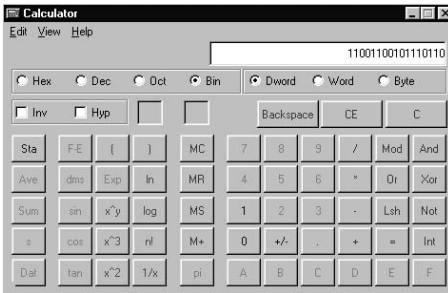 Calculator
Edit View Help
11001100101110110
Hex Dec Oct Bin Dword Word Byte
Inv Hyp Backspace CE C
Sta F-E ( ) MC 7 8 9 / Mod And
Ave dms Exp ln MR 4 5 6 * Or Xor
Sum sin x^y log MS 1 2 3 - Lsh Not
s cos x^3 n! M+ 0 +/- . + = Int
Dat tan x^2 1/x pi A B C D E F